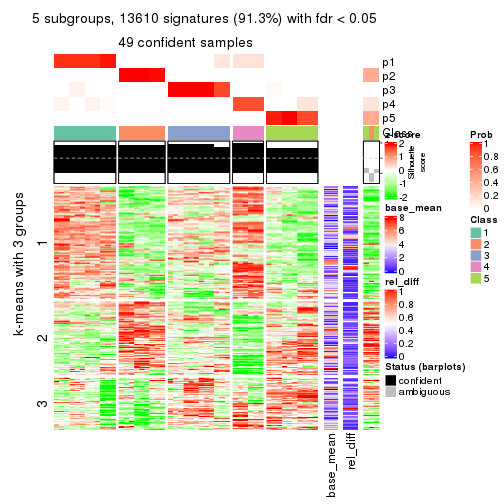 5 subgroups, 13610 signatures (91.3%) with fdr < 0.05
49 confident samples
p1
p2
p3
p4
p5
Class
z-score
2
1
0
-1
-2
Silhouette
score
base_mean
8
6
4
2
0
rel_diff
1
0.8
0.6
0.4
0.2
0
Status (barplots)
confident
ambiguous
Prob
1
0.8
0.6
0.4
0.2
0
Class
1
2
3
4
5
k-means with 3 groups
1
2
3
base_mean
rel_diff